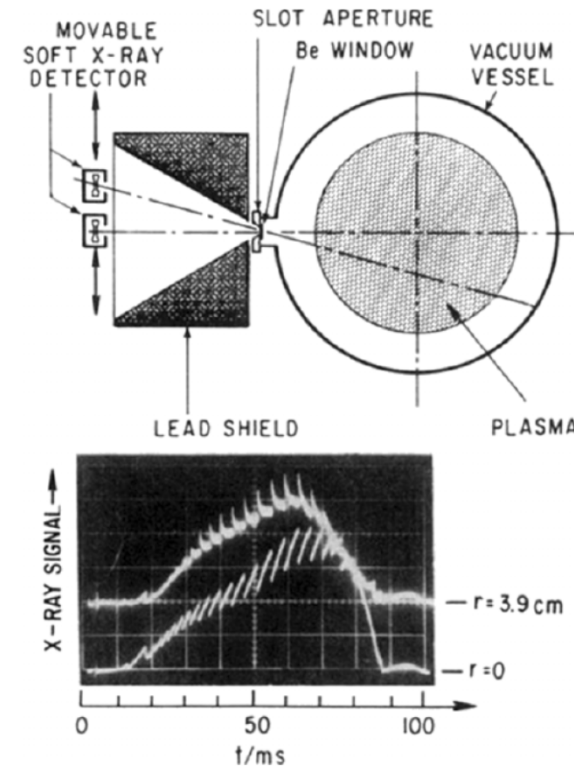 MOVABLE
SOFT X-RAY
DETECTOR
SLOT APERTURE
Be WINDOW
VACUUM
VESSEL
LEAD SHIELD
PLASMA
X-RAY SIGNAL
r = 3.9 cm
r = 0
0 50 100
t/ms